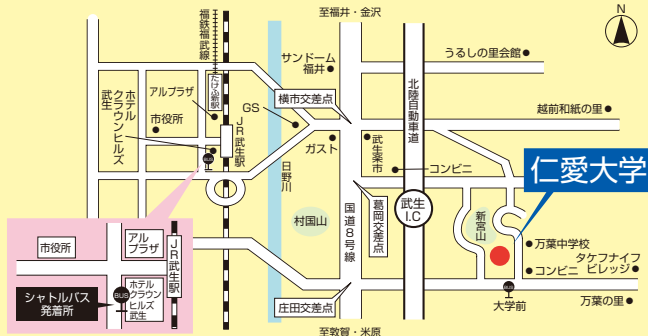 至福井・金沢
N
福鉄福武線
サンドーム
福井
うるしの里会館
たけふ新駅
北陸自動車道
ホテル
クラウンヒルズ
武生
アルプラザ
市役所
GS
横市交差点
越前和紙の里
JR武生駅
ガスト
武生楽市
コンビニ
BUS
日野川
仁愛大学
村国山
国道8号線
葛岡交差点
武生
I.C
新宮山
万葉中学校
タケフナイフ
ビレッジ
コンビニ
BUS
大学前
万葉の里
庄田交差点
至敦賀・米原
市役所
アル
プラザ
JR武生駅
シャトルバス
発着所
BUS
ホテル
クラウン
ヒルズ
武生